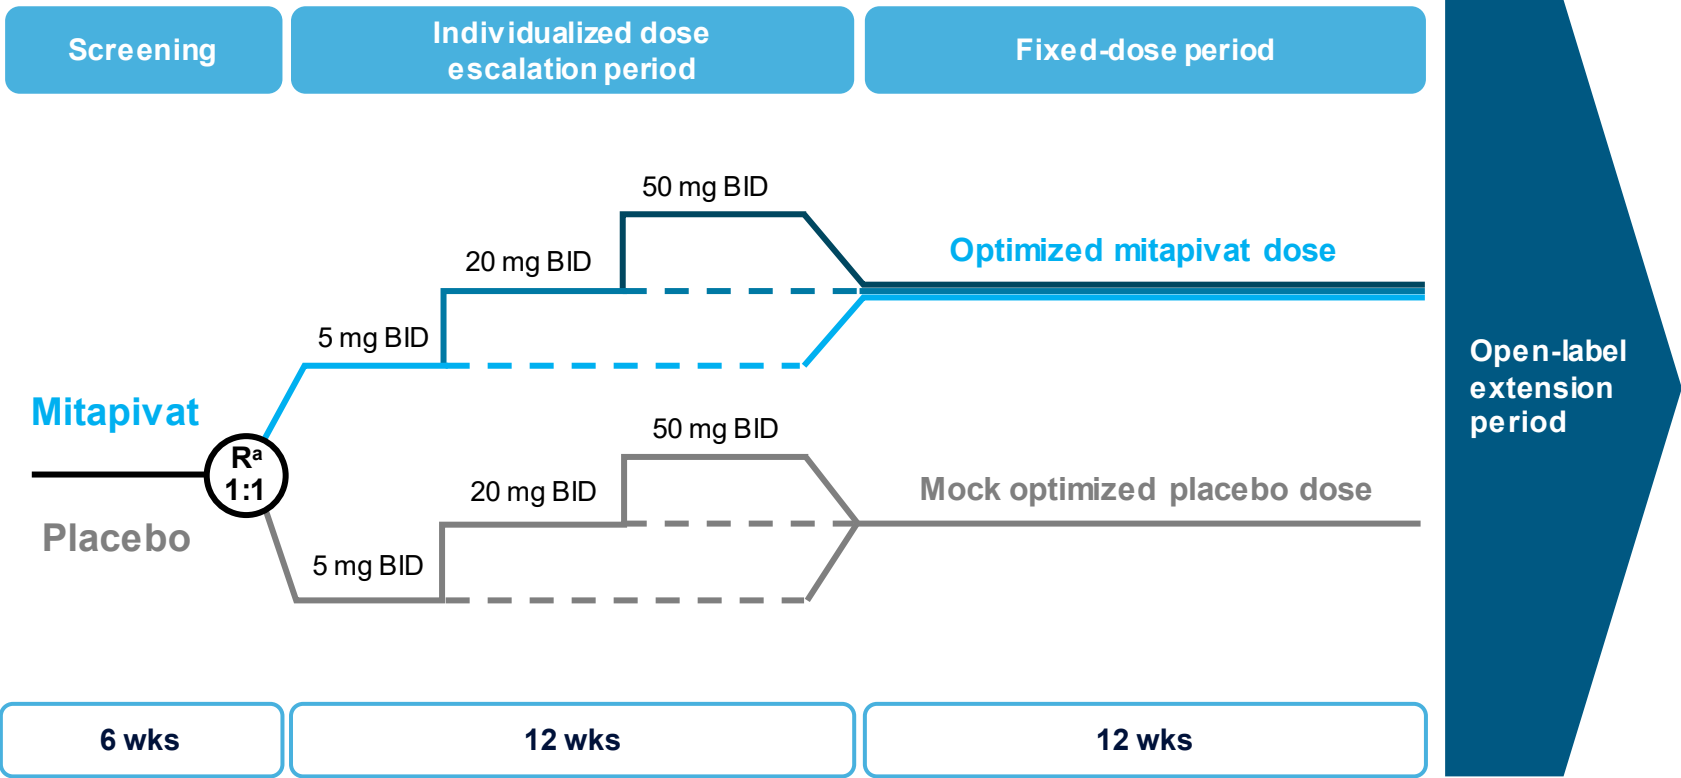 Screening
Individualized dose
escalation period
Fixed-dose period
50 mg BID
20 mg BID
5 mg BID
Optimized mitapivat dose
Mitapivat
Rᵃ
1:1
Placebo
50 mg BID
20 mg BID
5 mg BID
Mock optimized placebo dose
Open-label
extension
period
6 wks
12 wks
12 wks